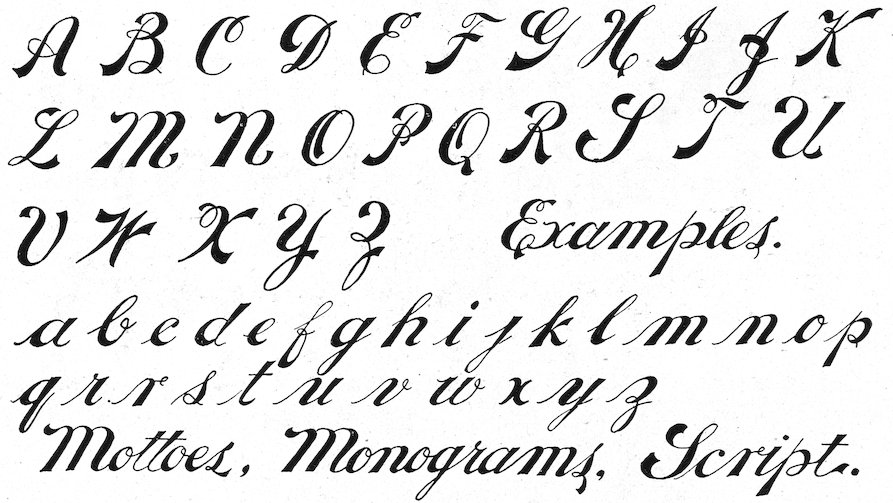 A B C D E F G H I J K
L M N O P Q R S T U
V W X Y Z Examples.
a b c d e f g h i j k l m n o p
q r r s t u v w x y z
Mottoes, Monograms, Script.